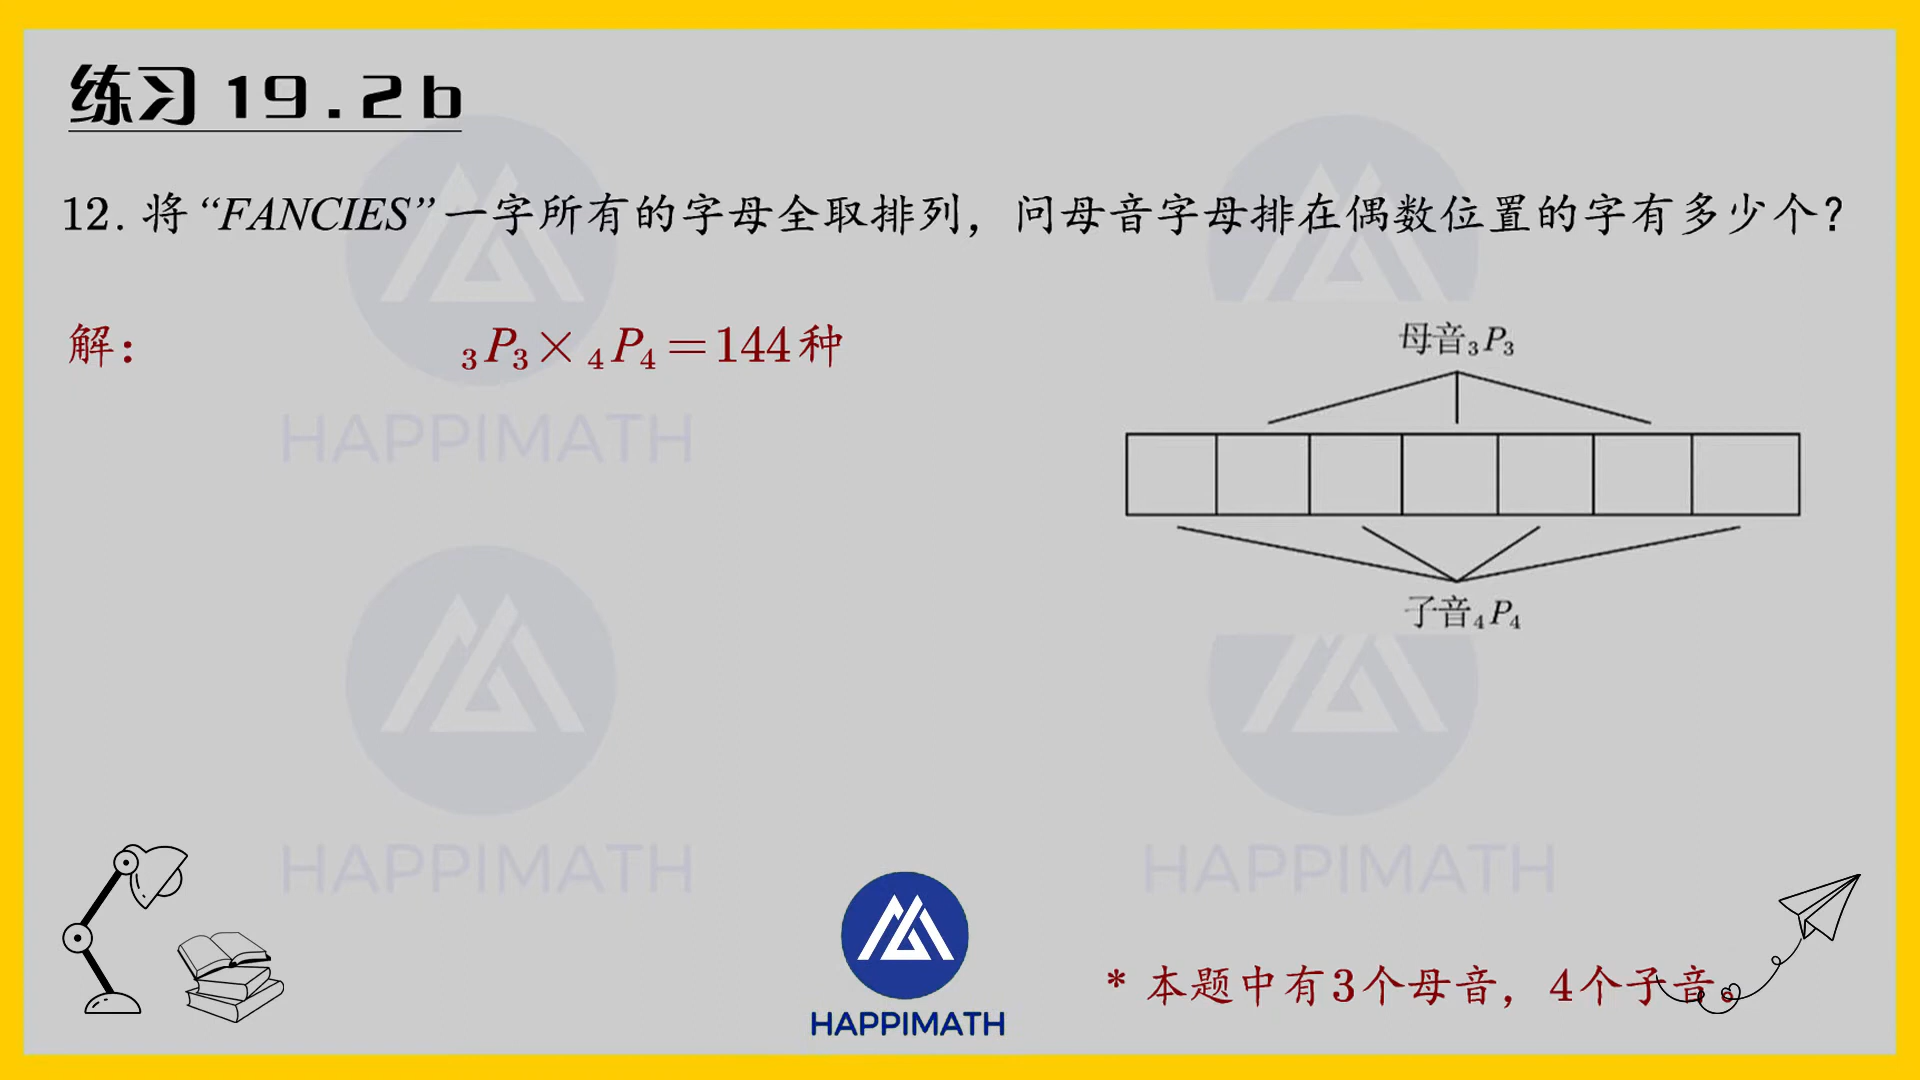 练习19.2b
12. 将“FANCIES”一字所有的字母全取排列，问母音字母排在偶数位置的字有多少个？
解： ₃P₃×₄P₄=144种
母音₃P₃
子音₄P₄
HAPPIMATH
HAPPIMATH
HAPPIMATH
* 本题中有3个母音，4个子音。
HAPPIMATH